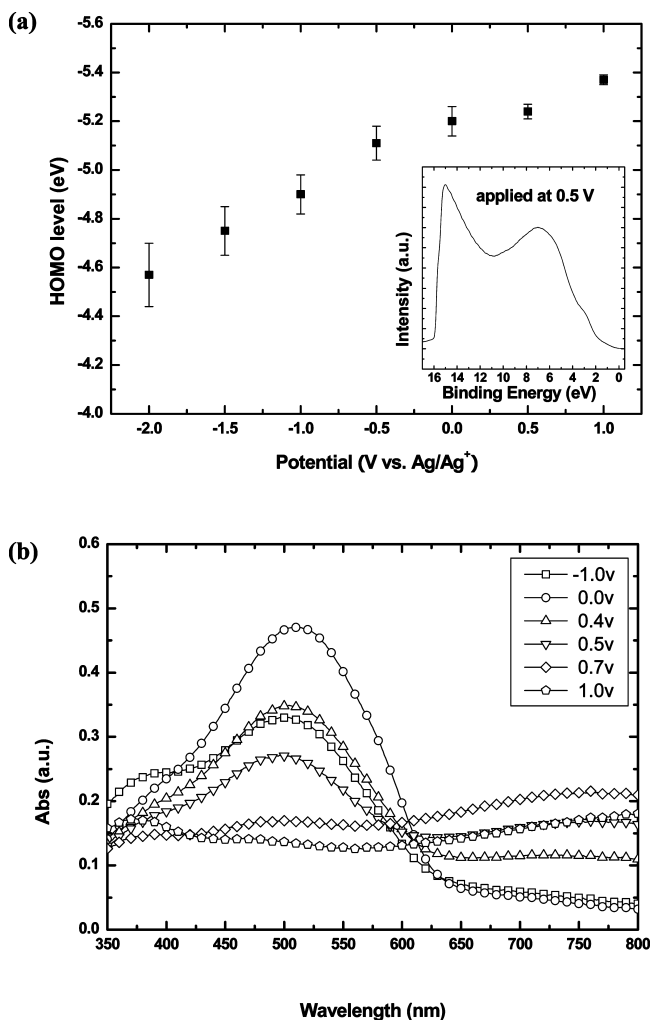 (a)
-5.6
-5.4
-5.2
-5.0
-4.8
-4.6
-4.4
-4.2
-4.0
HOMO level (eV)
-2.0 -1.5 -1.0 -0.5 0.0 0.5 1.0
Potential (V vs. Ag/Ag+)
applied at 0.5 V
Intensity (a.u.)
16 14 12 10 8 6 4 2 0
Binding Energy (eV)
(b)
0.6
0.5
0.4
0.3
0.2
0.1
0.0
Abs (a.u.)
-1.0v
0.0v
0.4v
0.5v
0.7v
1.0v
350 400 450 500 550 600 650 700 750 800
Wavelength (nm)